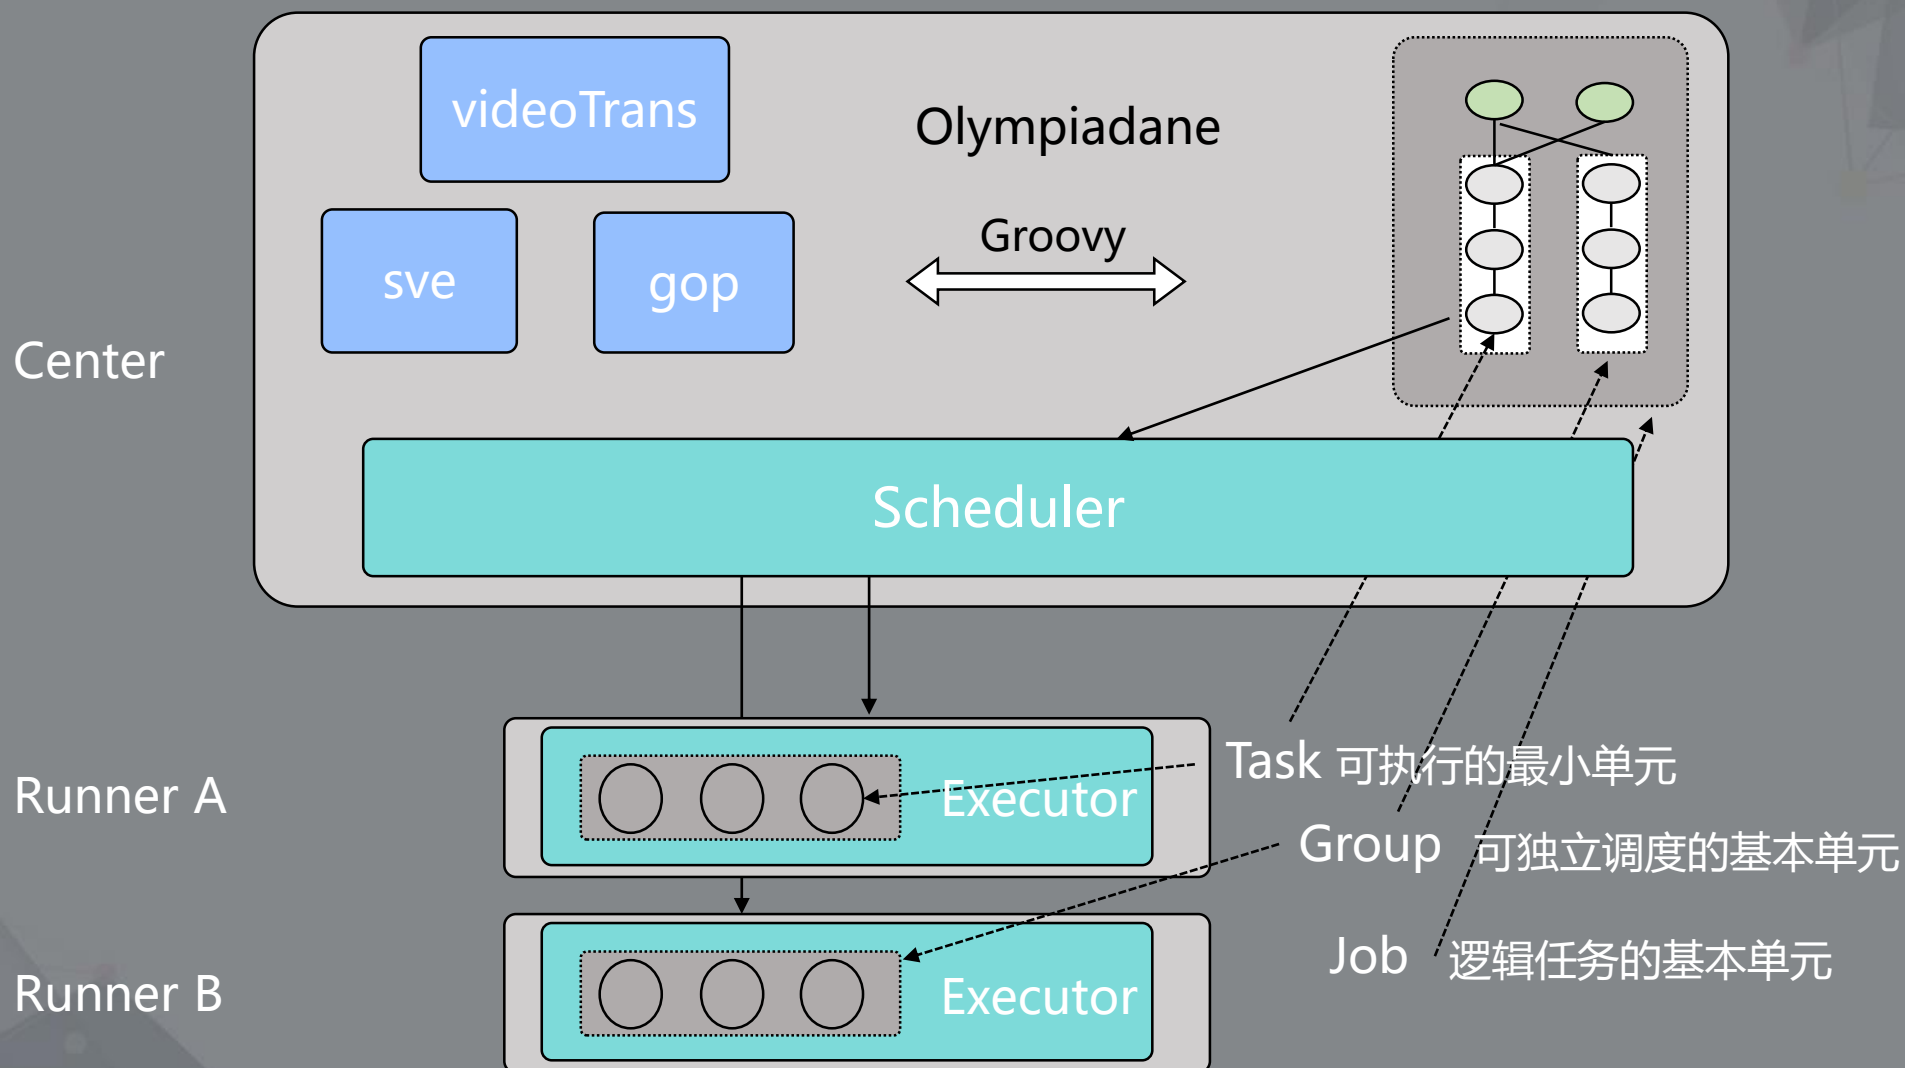 videoTrans
Olympiadane
Groovy
sve
gop
Center
Scheduler
Task 可执行的最小单元
Runner A
Executor
Group 可独立调度的基本单元
Job 逻辑任务的基本单元
Runner B
Executor